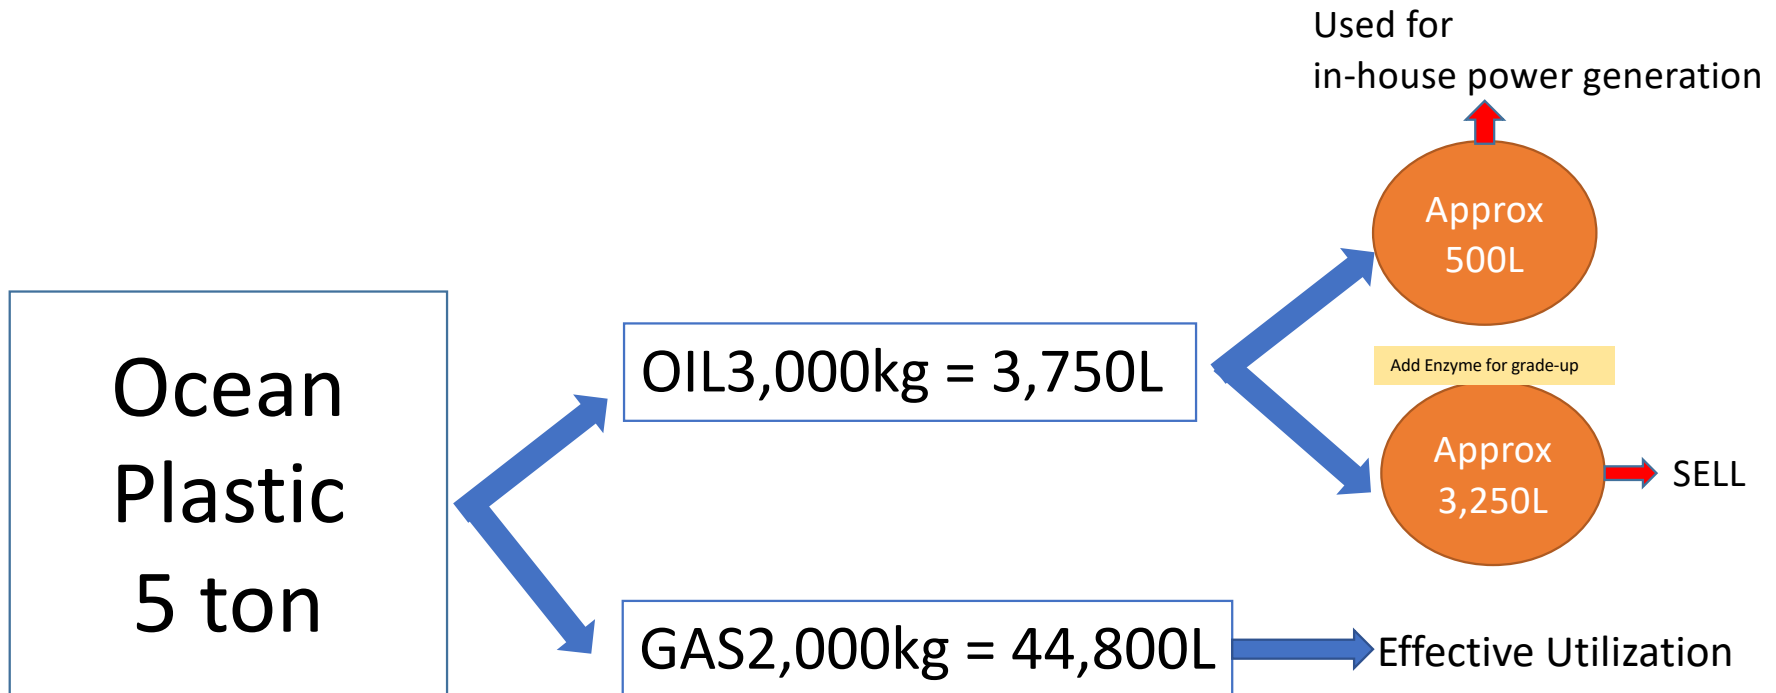 Used for
in-house power generation
Approx
500L
Ocean
Plastic
5 ton
OIL3,000kg = 3,750L
Add Enzyme for grade-up
Approx
3,250L
SELL
GAS2,000kg = 44,800L
Effective Utilization